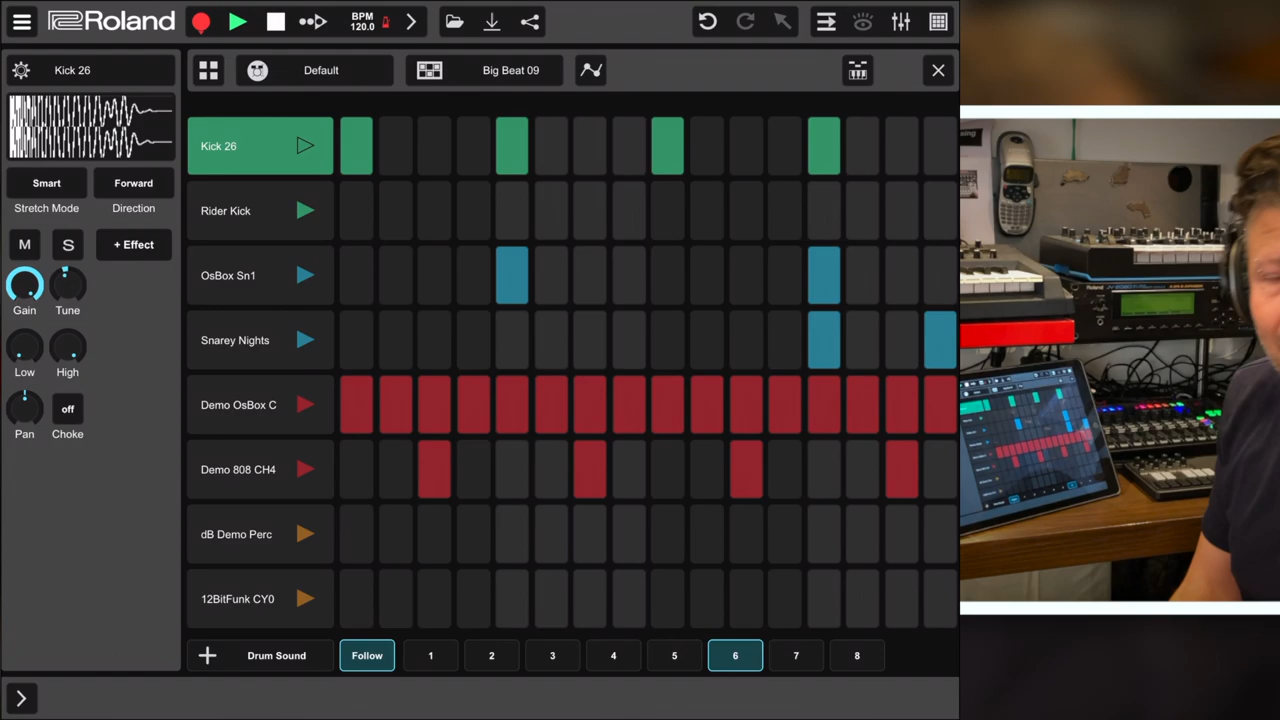 Roland
BPM
120.0
Kick 26
Default
Big Beat 09
Kick 26
Smart
Forward
Stretch Mode
Direction
Rider Kick
M
S
+ Effect
OsBox Sn1
Gain
Tune
Snarey Nights
Low
High
Demo OsBox C
off
Pan
Choke
Demo 808 CH4
dB Demo Perc
12BitFunk CY0
Drum Sound
Follow
1
2
3
4
5
6
7
8
Roland